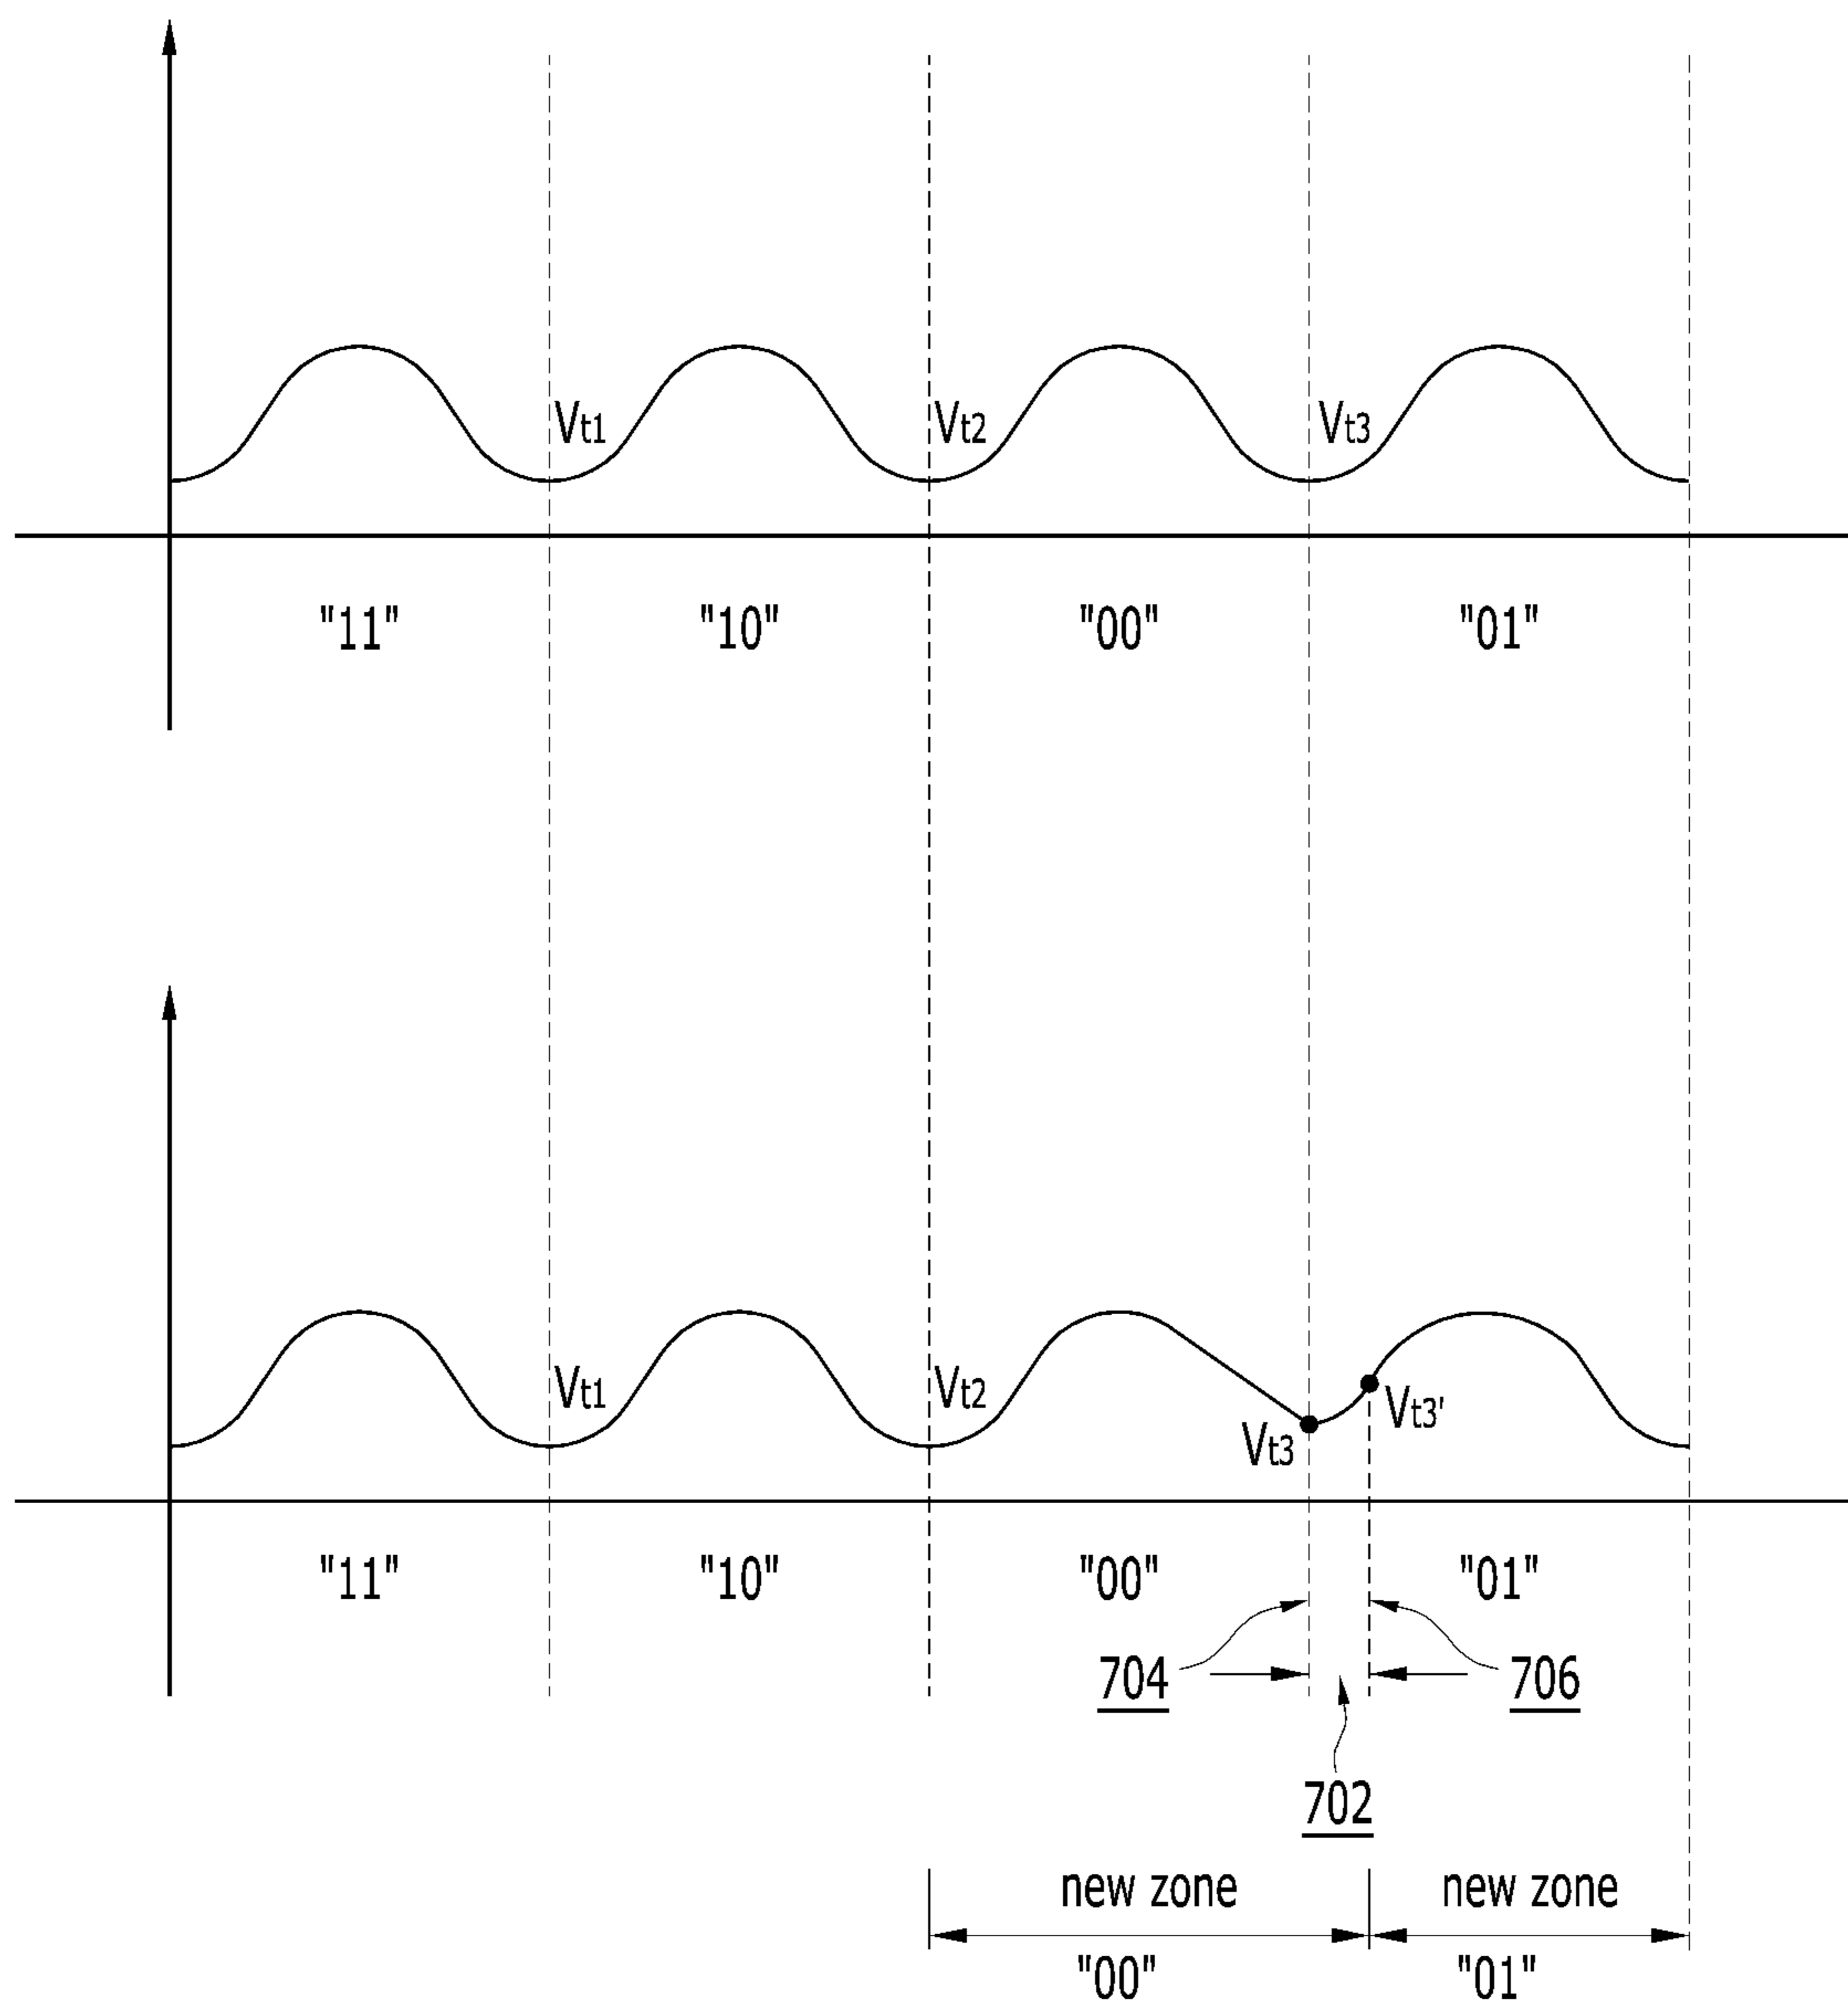 Vt1 Vt2 Vt3
"11" "10" "00" "01"
Vt1 Vt2 Vt3 Vt3'
"11" "10" "00" "01"
704 706
702
new zone new zone
"00" "01"